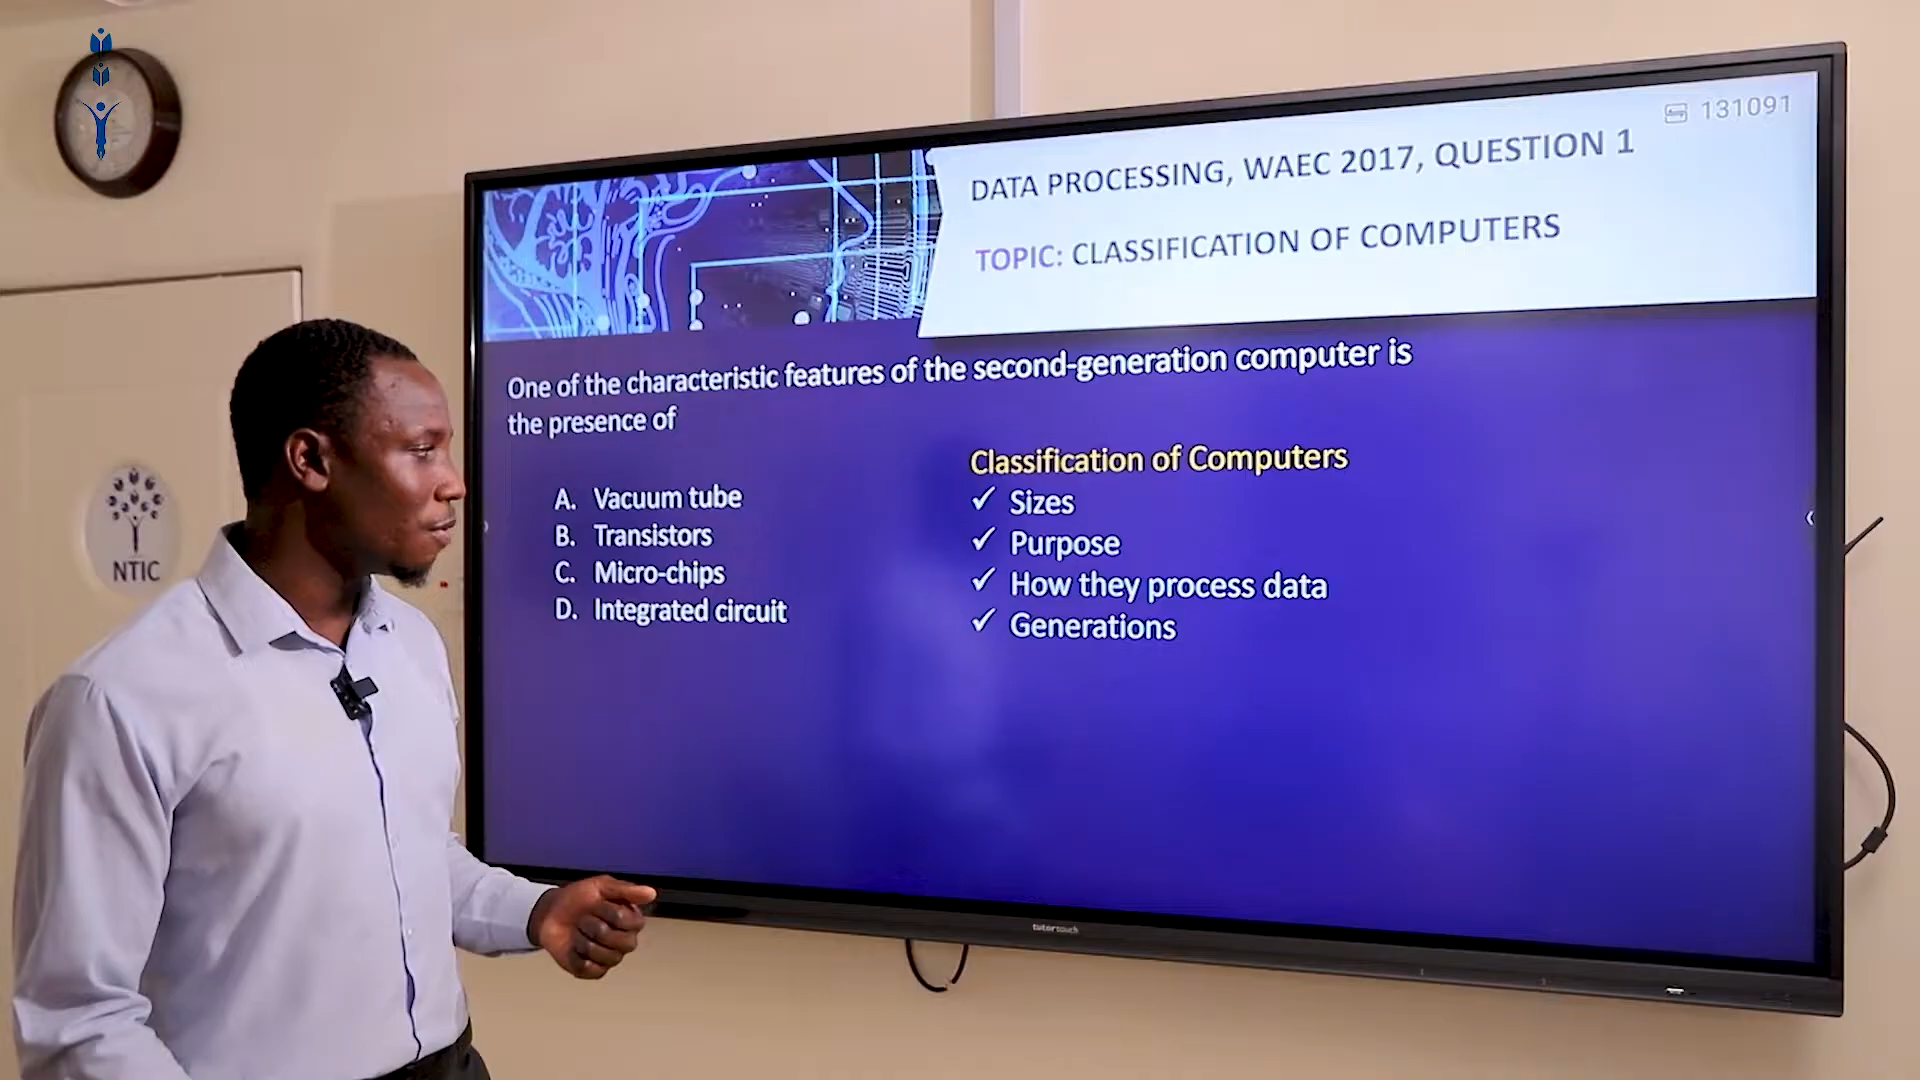 131091
DATA PROCESSING, WAEC 2017, QUESTION 1
TOPIC: CLASSIFICATION OF COMPUTERS
One of the characteristic features of the second-generation computer is
the presence of
A. Vacuum tube
B. Transistors
C. Micro-chips
D. Integrated circuit
Classification of Computers
✓ Sizes
✓ Purpose
✓ How they process data
✓ Generations
NTIC
tutortouch